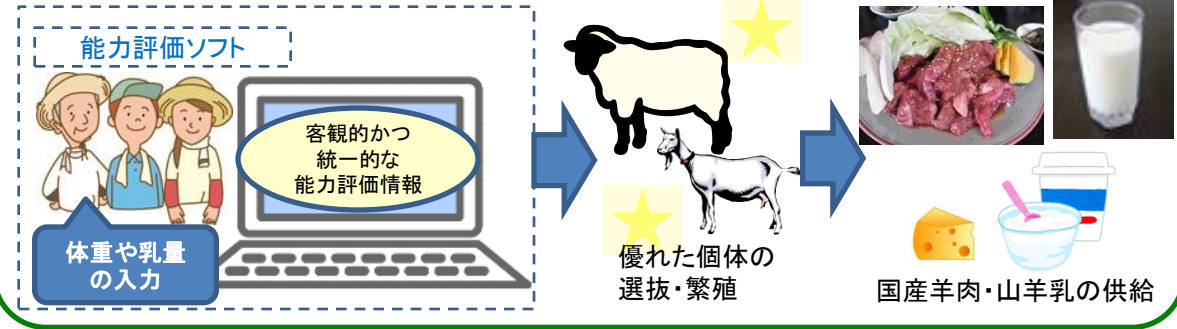 能力評価ソフト
客観的かつ
統一的な
能力評価情報
体重や乳量
の入力
優れた個体の
選抜・繁殖
国産羊肉・山羊乳の供給